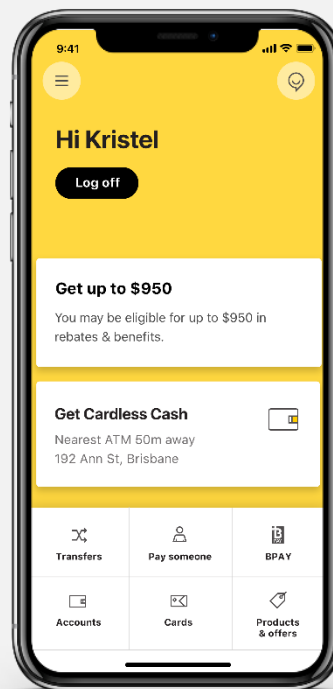 9:41
Hi Kristel
Log off
Get up to $950
You may be eligible for up to $950 in
rebates & benefits.
Get Cardless Cash
Nearest ATM 50m away
192 Ann St, Brisbane
Transfers
Pay someone
BPAY
Accounts
Cards
Products
& offers